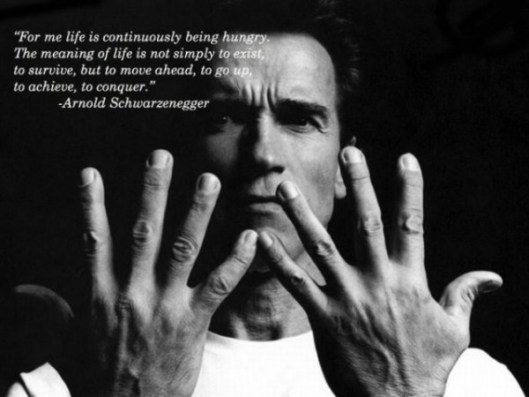 “For me life is continuously being hungry.
The meaning of life is not simply to exist,
to survive, but to move ahead, to go up,
to achieve, to conquer.”
-Arnold Schwarzenegger